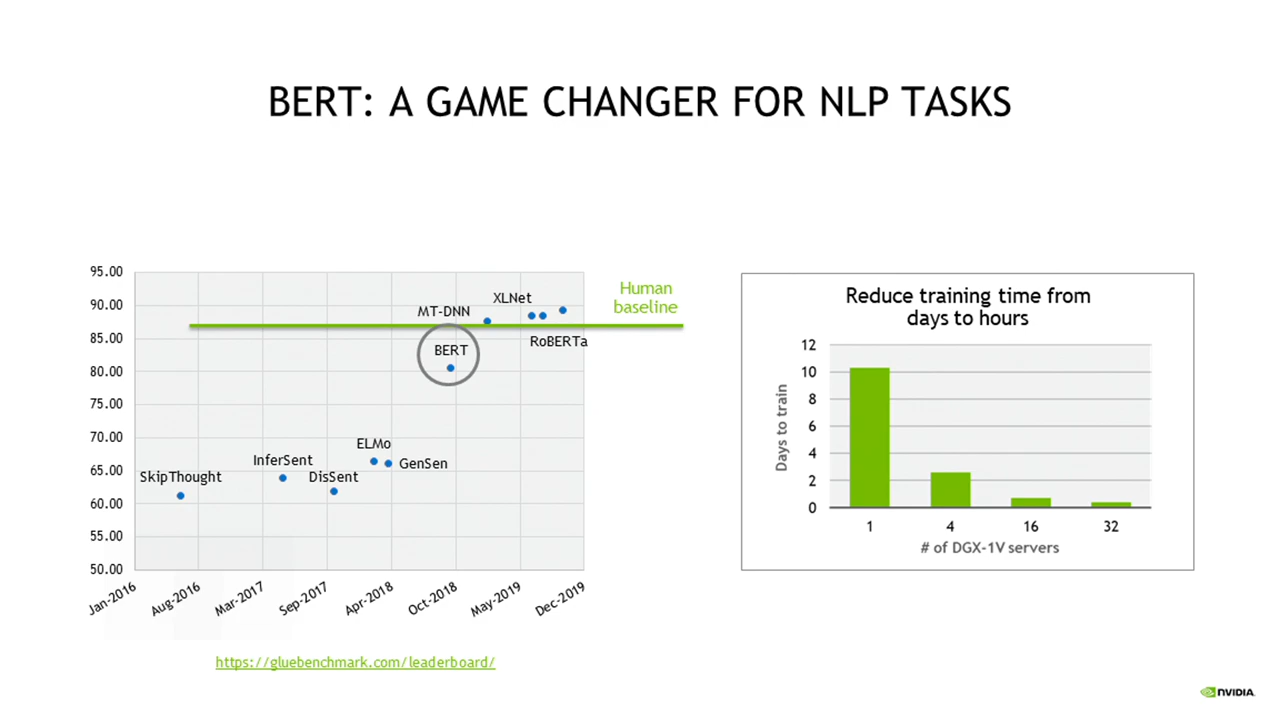 BERT: A GAME CHANGER FOR NLP TASKS
95.00
90.00
85.00
80.00
75.00
70.00
65.00
60.00
55.00
50.00
Human
baseline
XLNet
MT-DNN
RoBERTa
BERT
ELMo
GenSen
InferSent
DisSent
SkipThought
Jan-2016
Aug-2016
Mar-2017
Sep-2017
Apr-2018
Oct-2018
May-2019
Dec-2019
https://gluebenchmark.com/leaderboard/
Reduce training time from
days to hours
Days to train
12
10
8
6
4
2
0
1 4 16 32
# of DGX-1V servers
NVIDIA.